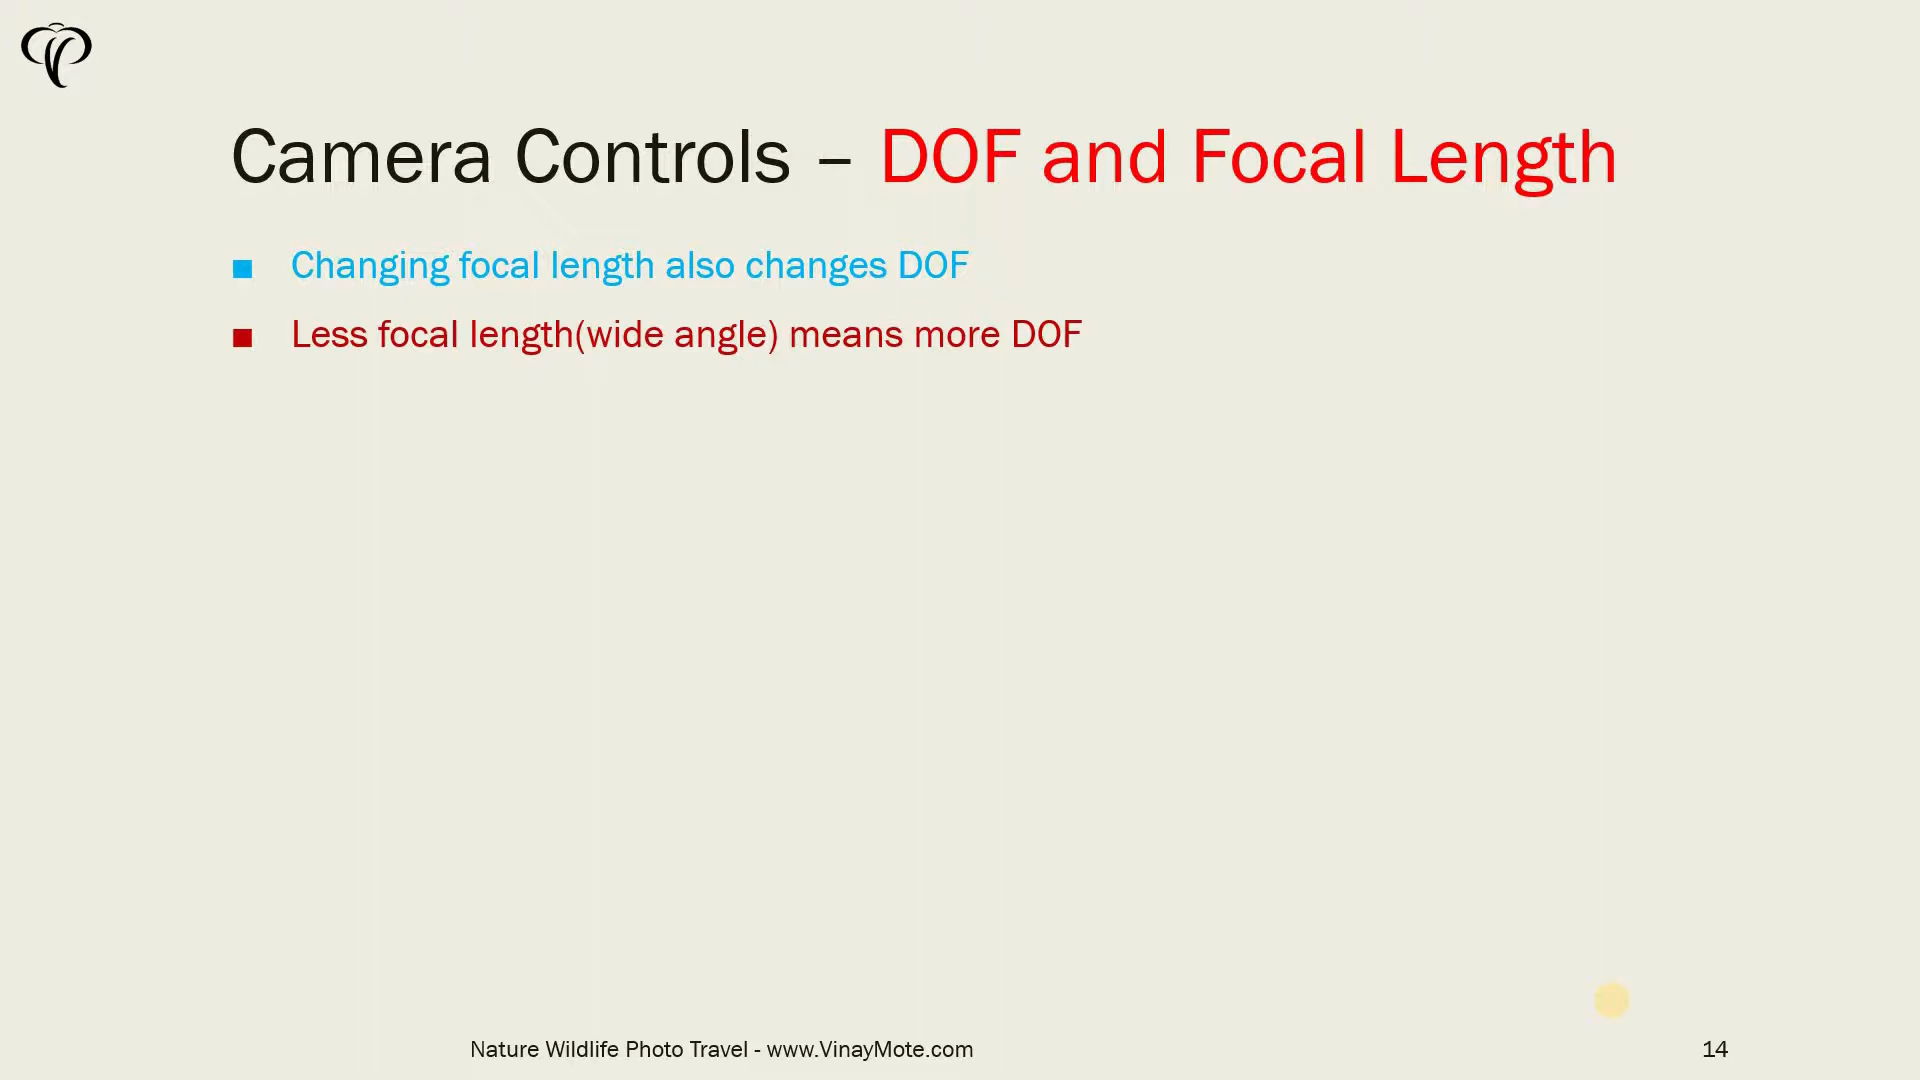 Camera Controls – DOF and Focal Length
Changing focal length also changes DOF
Less focal length(wide angle) means more DOF
Nature Wildlife Photo Travel - www.VinayMote.com
14